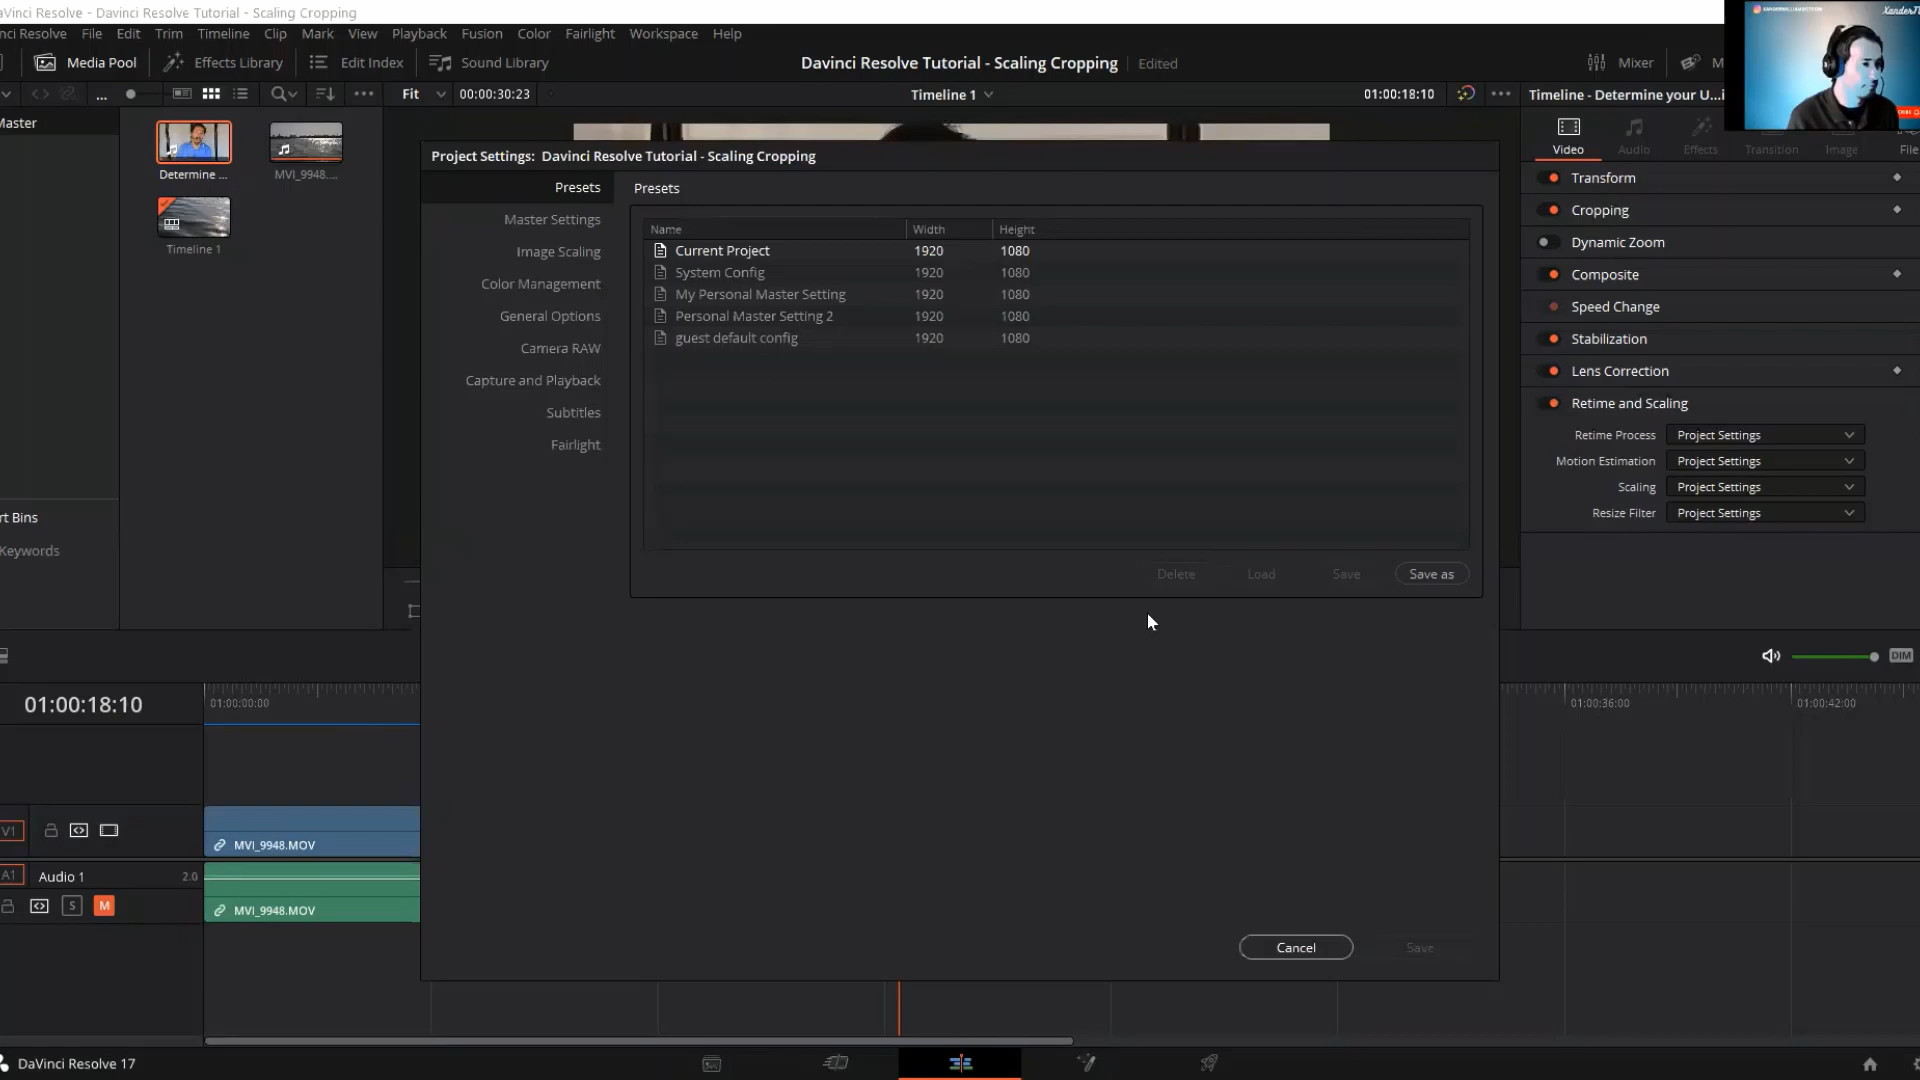 aVinci Resolve - Davinci Resolve Tutorial - Scaling Cropping
nci Resolve File Edit Trim Timeline Clip Mark View Playback Fusion Color Fairlight Workspace Help
Media Pool Effects Library Edit Index Sound Library
Davinci Resolve Tutorial - Scaling Cropping Edited
Mixer M
... Fit 00:00:30:23 Timeline 1 01:00:18:10 Timeline - Determine your U...i
Master
Determine ...
MVI_9948....
Timeline 1
rt Bins
Keywords
Project Settings: Davinci Resolve Tutorial - Scaling Cropping
Presets
Master Settings
Image Scaling
Color Management
General Options
Camera RAW
Capture and Playback
Subtitles
Fairlight
Presets
Name Width Height
Current Project 1920 1080
System Config 1920 1080
My Personal Master Setting 1920 1080
Personal Master Setting 2 1920 1080
guest default config 1920 1080
Delete Load Save Save as
Cancel Save
Video Audio Effects Transition Image File
Transform
Cropping
Dynamic Zoom
Composite
Speed Change
Stabilization
Lens Correction
Retime and Scaling
Retime Process Project Settings
Motion Estimation Project Settings
Scaling Project Settings
Resize Filter Project Settings
DIM
01:00:18:10
01:00:00:00 01:00:36:00 01:00:42:00
V1
MVI_9948.MOV
A1 Audio 1 2.0
S M
MVI_9948.MOV
DaVinci Resolve 17